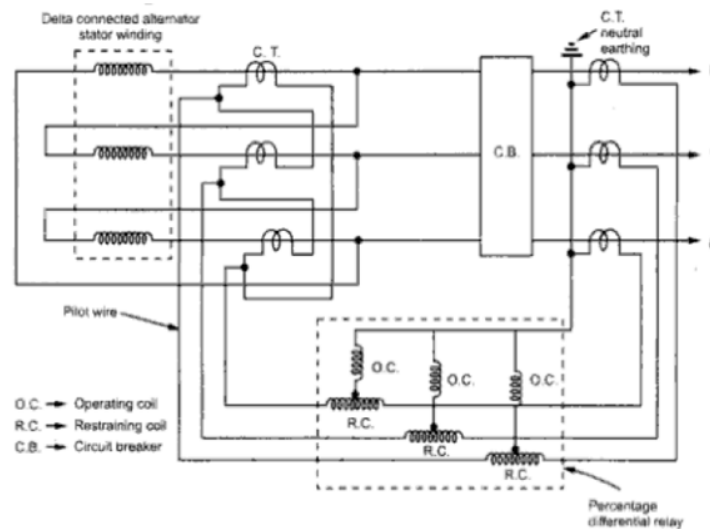 Delta connected alternator
stator winding
C. T.
C.T.
neutral
earthing
C.B.
Pilot wire
O.C.
O.C.
O.C.
R.C.
R.C.
R.C.
O.C. → Operating coil
R.C. → Restraining coil
C.B. → Circuit breaker
Percentage
differential relay